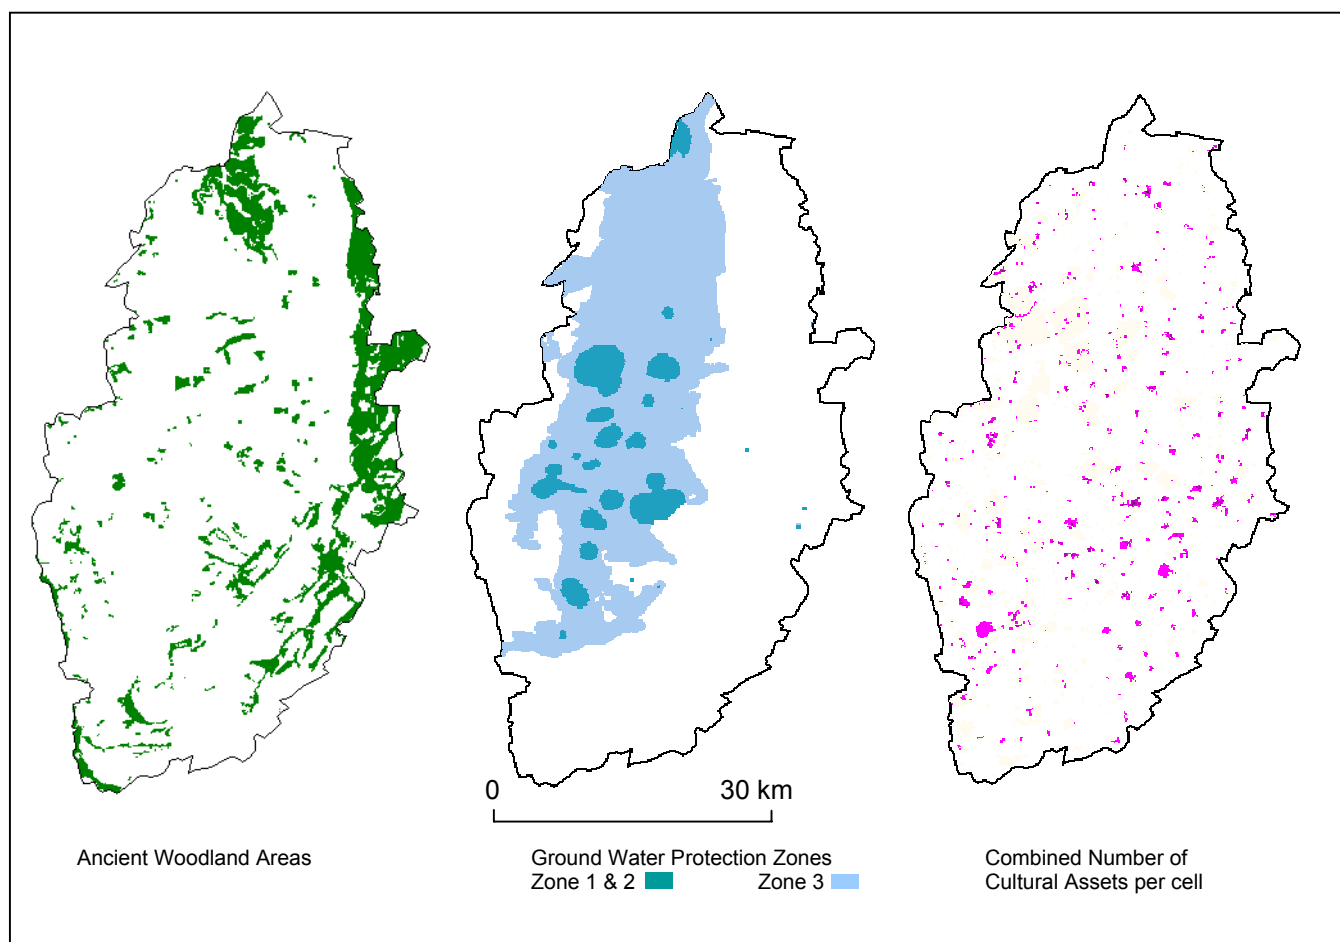 0 30 km
Ancient Woodland Areas
Ground Water Protection Zones
Zone 1 & 2 Zone 3
Combined Number of
Cultural Assets per cell